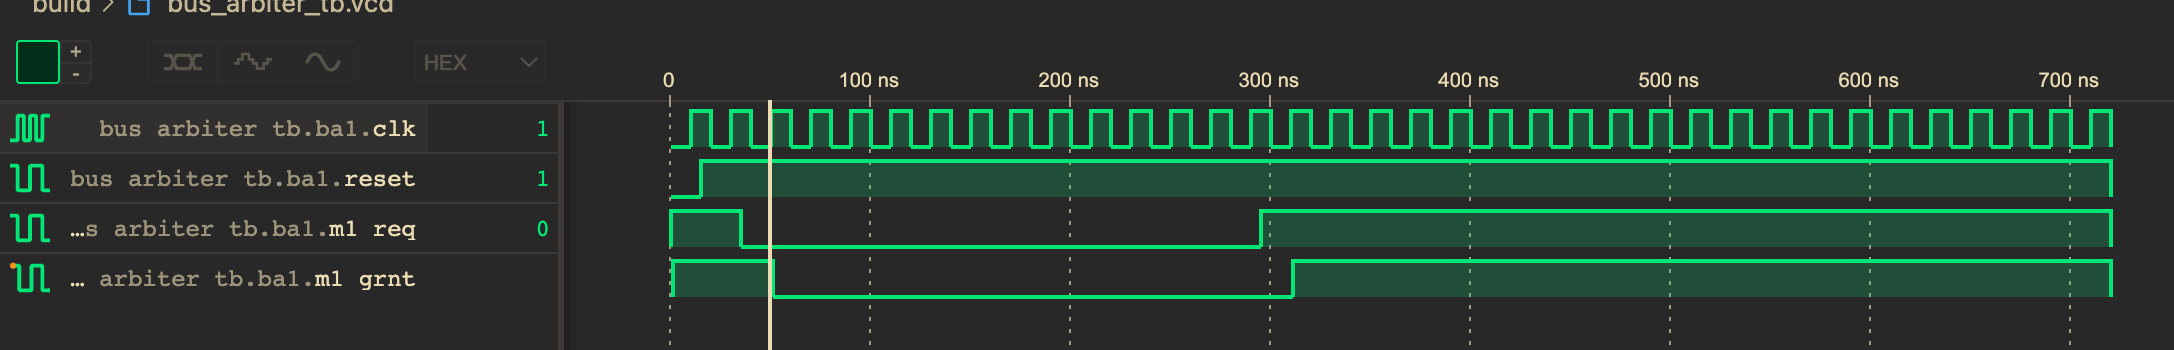 build > bus_arbiter_tb.vcd
+
-
HEX
0 100 ns 200 ns 300 ns 400 ns 500 ns 600 ns 700 ns
bus arbiter tb.ba1.clk 1
bus arbiter tb.ba1.reset 1
…s arbiter tb.ba1.m1 req 0
… arbiter tb.ba1.m1 grnt